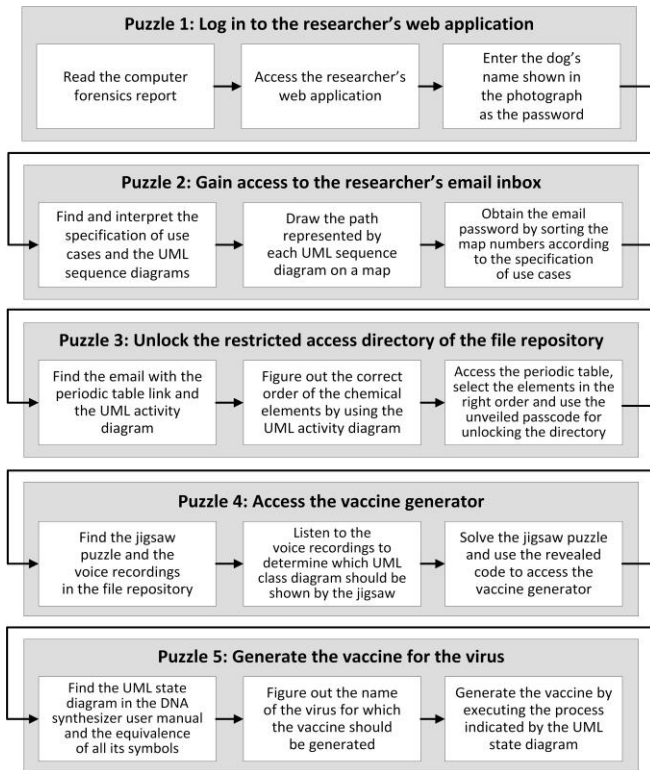 Puzzle 1: Log in to the researcher's web application
Read the computer
forensics report
Access the researcher's
web application
Enter the dog's
name shown in
the photograph
as the password
Puzzle 2: Gain access to the researcher's email inbox
Find and interpret the
specification of use
cases and the UML
sequence diagrams
Draw the path
represented by
each UML sequence
diagram on a map
Obtain the email
password by sorting the
map numbers according
to the specification
of use cases
Puzzle 3: Unlock the restricted access directory of the file repository
Find the email with the
periodic table link and
the UML activity
diagram
Figure out the correct
order of the chemical
elements by using the
UML activity diagram
Access the periodic table,
select the elements in the
right order and use the
unveiled passcode for
unlocking the directory
Puzzle 4: Access the vaccine generator
Find the jigsaw
puzzle and the
voice recordings
in the file repository
Listen to the
voice recordings to
determine which UML
class diagram should be
shown by the jigsaw
Solve the jigsaw puzzle
and use the revealed
code to access the
vaccine generator
Puzzle 5: Generate the vaccine for the virus
Find the UML state
diagram in the DNA
synthesizer user manual
and the equivalence
of all its symbols
Figure out the name
of the virus for which
the vaccine should
be generated
Generate the vaccine by
executing the process
indicated by the UML
state diagram